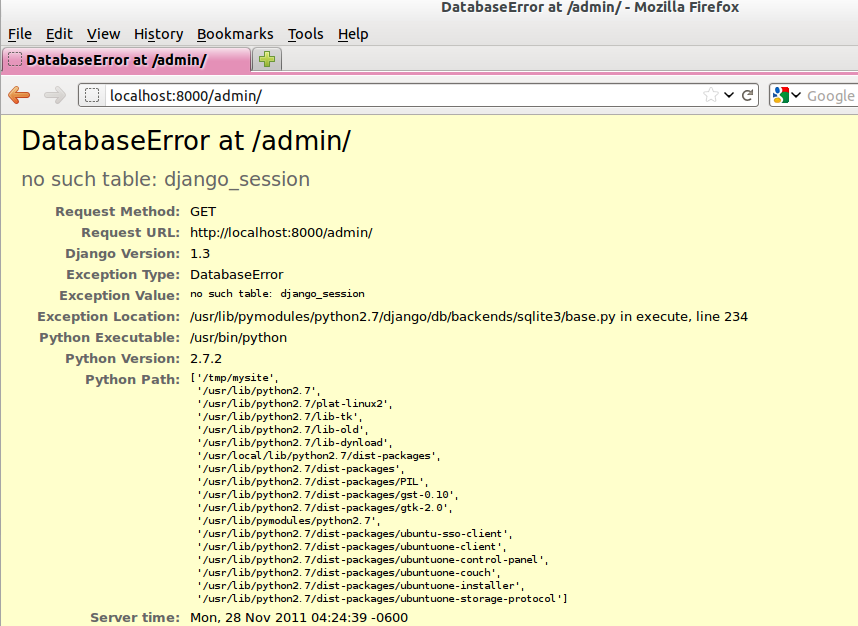 DatabaseError at /admin/ - Mozilla Firefox
File Edit View History Bookmarks Tools Help
DatabaseError at /admin/
localhost:8000/admin/ Google
DatabaseError at /admin/
no such table: django_session
Request Method: GET
Request URL: http://localhost:8000/admin/
Django Version: 1.3
Exception Type: DatabaseError
Exception Value: no such table: django_session
Exception Location: /usr/lib/pymodules/python2.7/django/db/backends/sqlite3/base.py in execute, line 234
Python Executable: /usr/bin/python
Python Version: 2.7.2
Python Path: ['/tmp/mysite',
'/usr/lib/python2.7',
'/usr/lib/python2.7/plat-linux2',
'/usr/lib/python2.7/lib-tk',
'/usr/lib/python2.7/lib-old',
'/usr/lib/python2.7/lib-dynload',
'/usr/local/lib/python2.7/dist-packages',
'/usr/lib/python2.7/dist-packages',
'/usr/lib/python2.7/dist-packages/PIL',
'/usr/lib/python2.7/dist-packages/gst-0.10',
'/usr/lib/python2.7/dist-packages/gtk-2.0',
'/usr/lib/pymodules/python2.7',
'/usr/lib/python2.7/dist-packages/ubuntu-sso-client',
'/usr/lib/python2.7/dist-packages/ubuntuone-client',
'/usr/lib/python2.7/dist-packages/ubuntuone-control-panel',
'/usr/lib/python2.7/dist-packages/ubuntuone-couch',
'/usr/lib/python2.7/dist-packages/ubuntuone-installer',
'/usr/lib/python2.7/dist-packages/ubuntuone-storage-protocol']
Server time: Mon, 28 Nov 2011 04:24:39 -0600